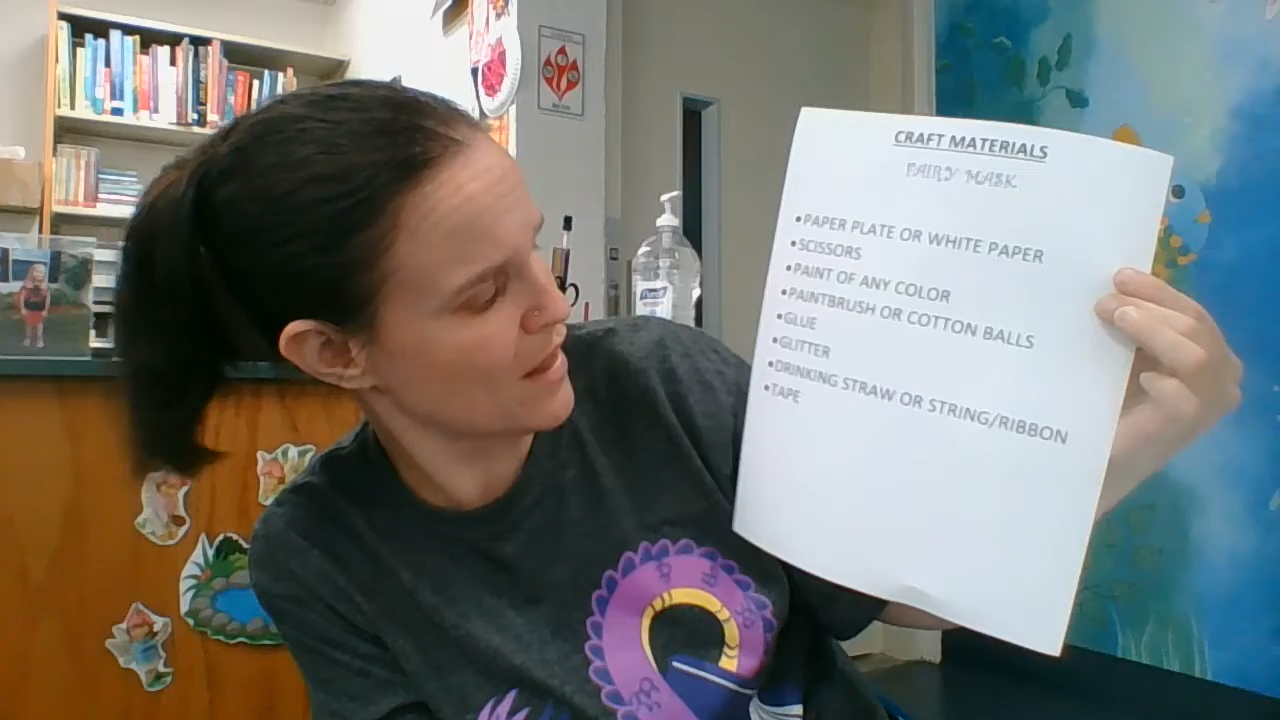 CRAFT MATERIALS
FAIRY MASK
•PAPER PLATE OR WHITE PAPER
•SCISSORS
•PAINT OF ANY COLOR
•PAINTBRUSH OR COTTON BALLS
•GLUE
•GLITTER
•DRINKING STRAW OR STRING/RIBBON
•TAPE
Purell